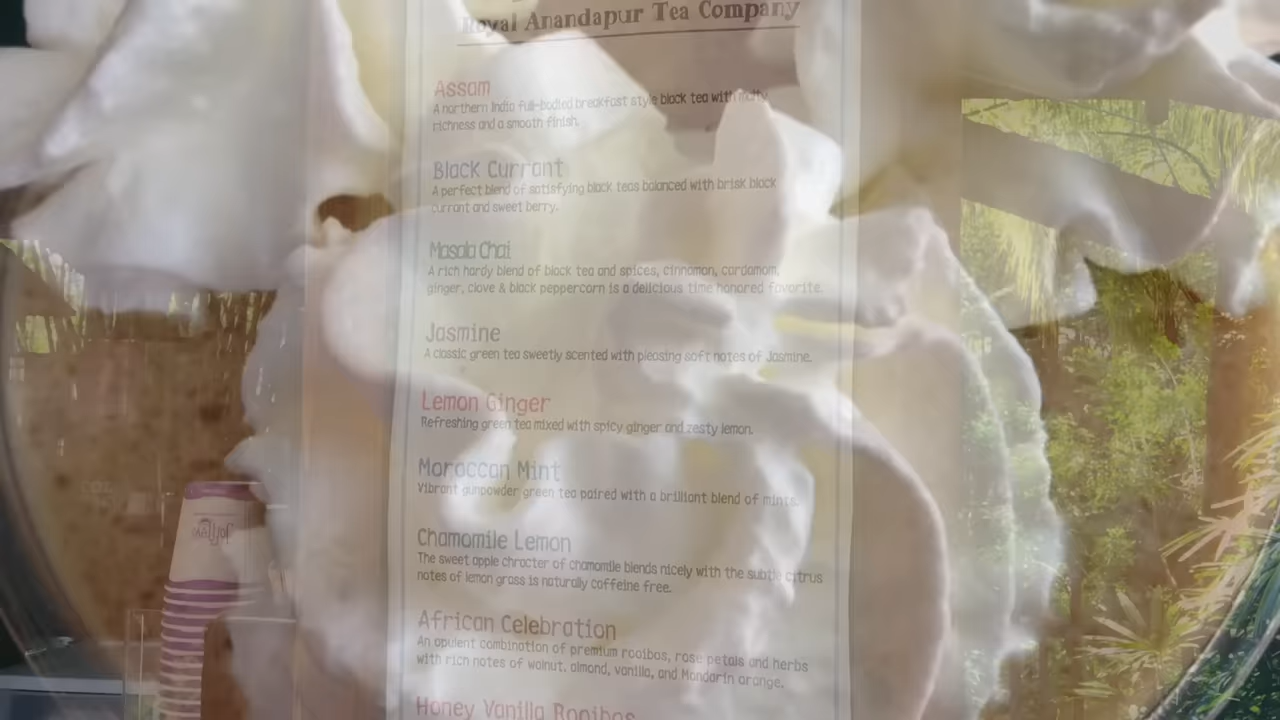 Royal Anandapur Tea Company
Assam
A northern India full-bodied breakfast style black tea with malty
richness and a smooth finish.
Black Currant
A perfect blend of satisfying black teas balanced with brisk black
currant and sweet berry.
Masala Chai
A rich hardy blend of black tea and spices, cinnamon, cardamom,
ginger, clove & black peppercorn is a delicious time honored favorite.
Jasmine
A classic green tea sweetly scented with pleasing soft notes of Jasmine.
Lemon Ginger
Refreshing green tea mixed with spicy ginger and zesty lemon.
Moroccan Mint
Vibrant gunpowder green tea paired with a brilliant blend of mints.
Chamomile Lemon
The sweet apple chracter of chamomile blends nicely with the subtle citrus
notes of lemon grass is naturally caffeine free.
African Celebration
An opulent combination of premium rooibos, rose petals and herbs
with rich notes of walnut, almond, vanilla, and Mandarin orange.
Honey Vanilla Rooibos